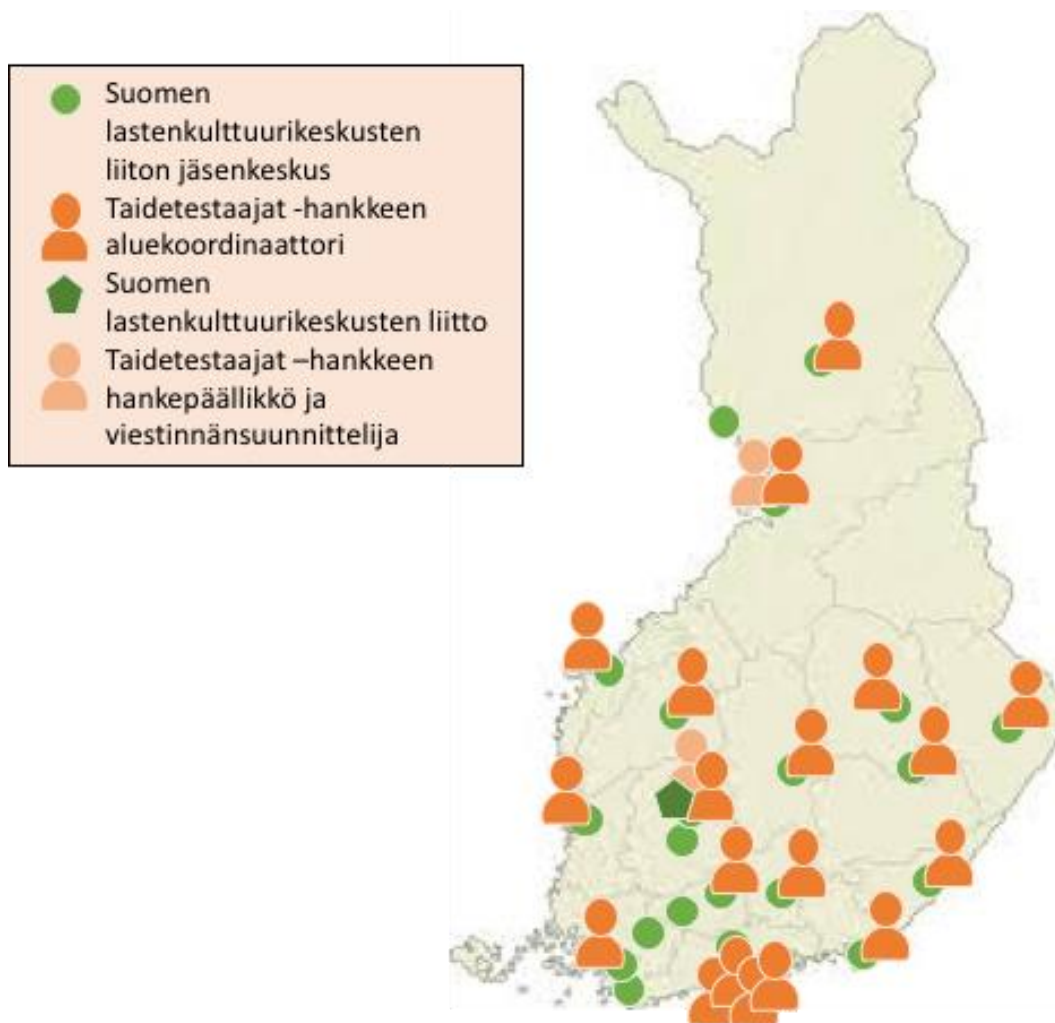 Suomen
lastenkulttuurikeskusten
liiton jäsenkeskus
Taidetestaajat -hankkeen
aluekoordinaattori
Suomen
lastenkulttuurikeskusten liitto
Taidetestaajat –hankkeen
hankepäällikkö ja
viestinnänsuunnittelija